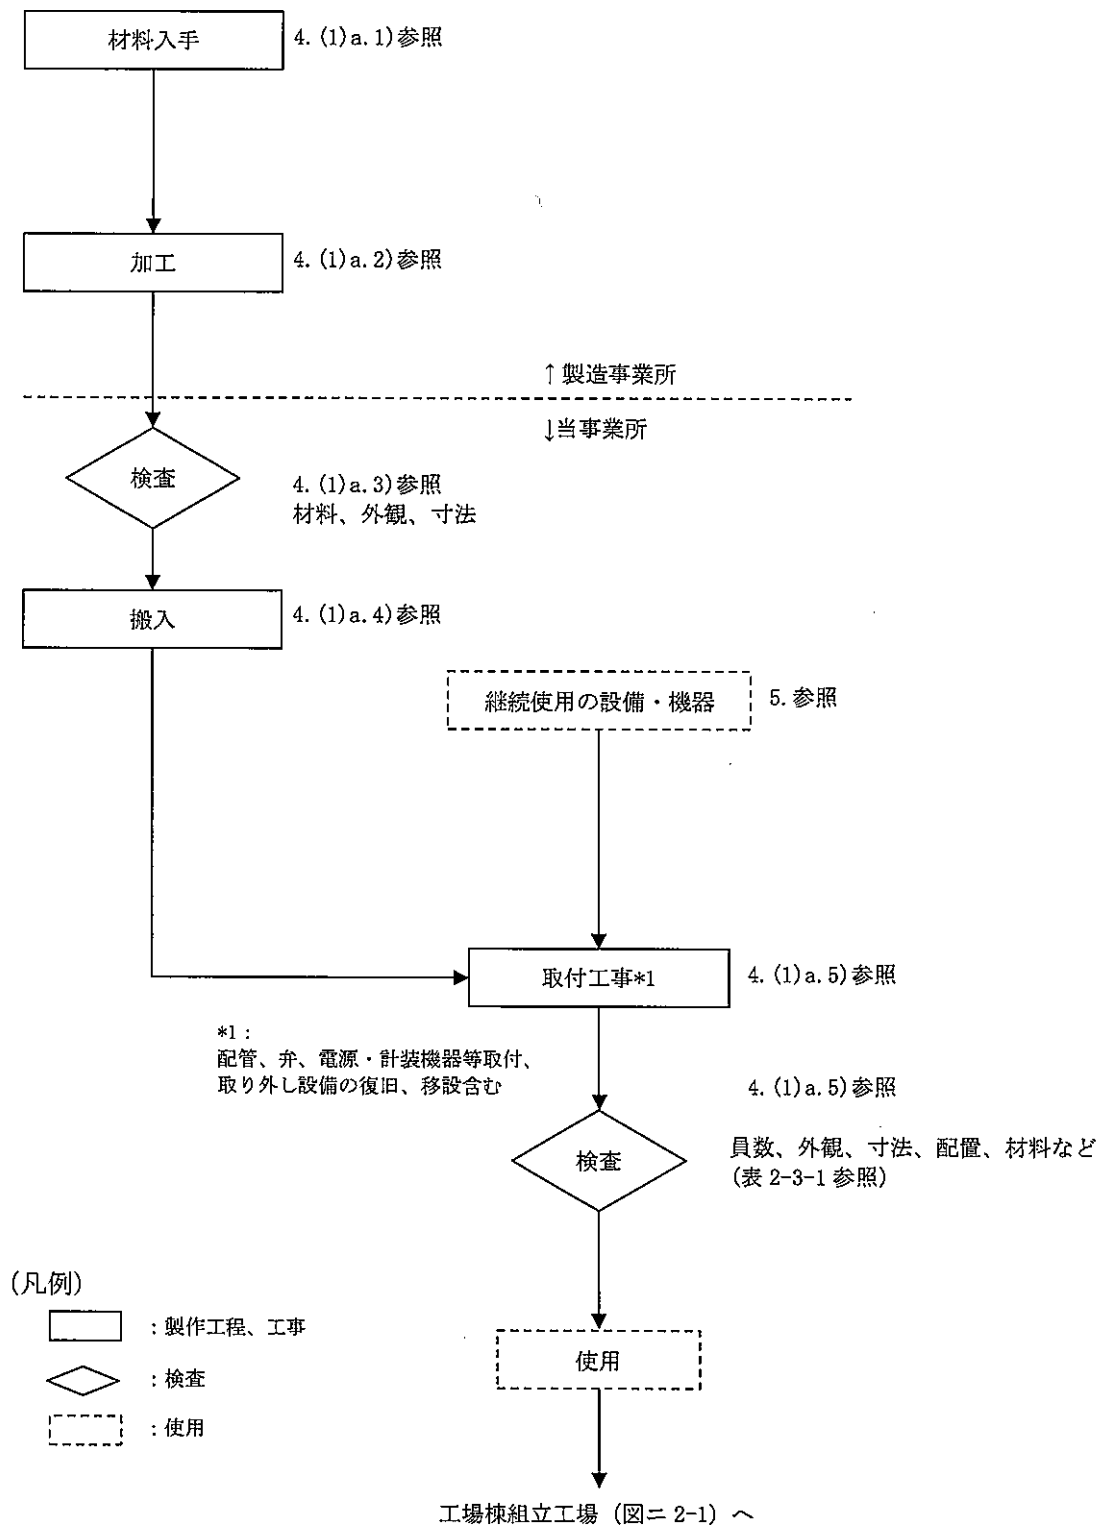 材料入手
4.(1)a.1)参照
加工
4.(1)a.2)参照
↑製造事業所
↓当事業所
検査
4.(1)a.3)参照
材料、外観、寸法
搬入
4.(1)a.4)参照
継続使用の設備・機器
5.参照
取付工事*1
4.(1)a.5)参照
*1:
配管、弁、電源・計装機器等取付、
取り外し設備の復旧、移設含む
4.(1)a.5)参照
検査
員数、外観、寸法、配置、材料など
(表2-3-1参照)
(凡例)
:製作工程、工事
:検査
:使用
使用
工場棟組立工場(図ニ2-1)へ